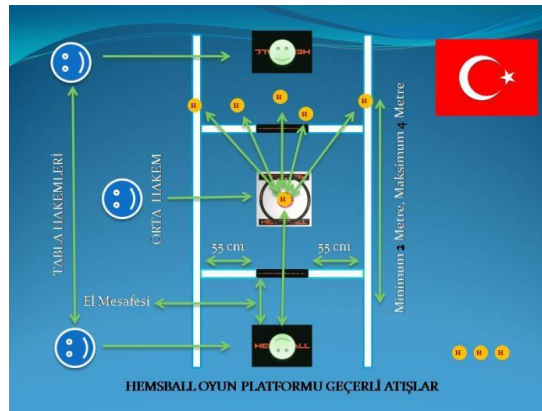 HEMSBALL
H H H H H
TABLA HAKEMLERİ
ORTA HAKEM
H
55 cm
55 cm
El Mesafesi
Minimum 2 Metre, Maksimum 4 Metre
H H H
HEMSBALL OYUN PLATFORMU GEÇERLİ ATIŞLAR